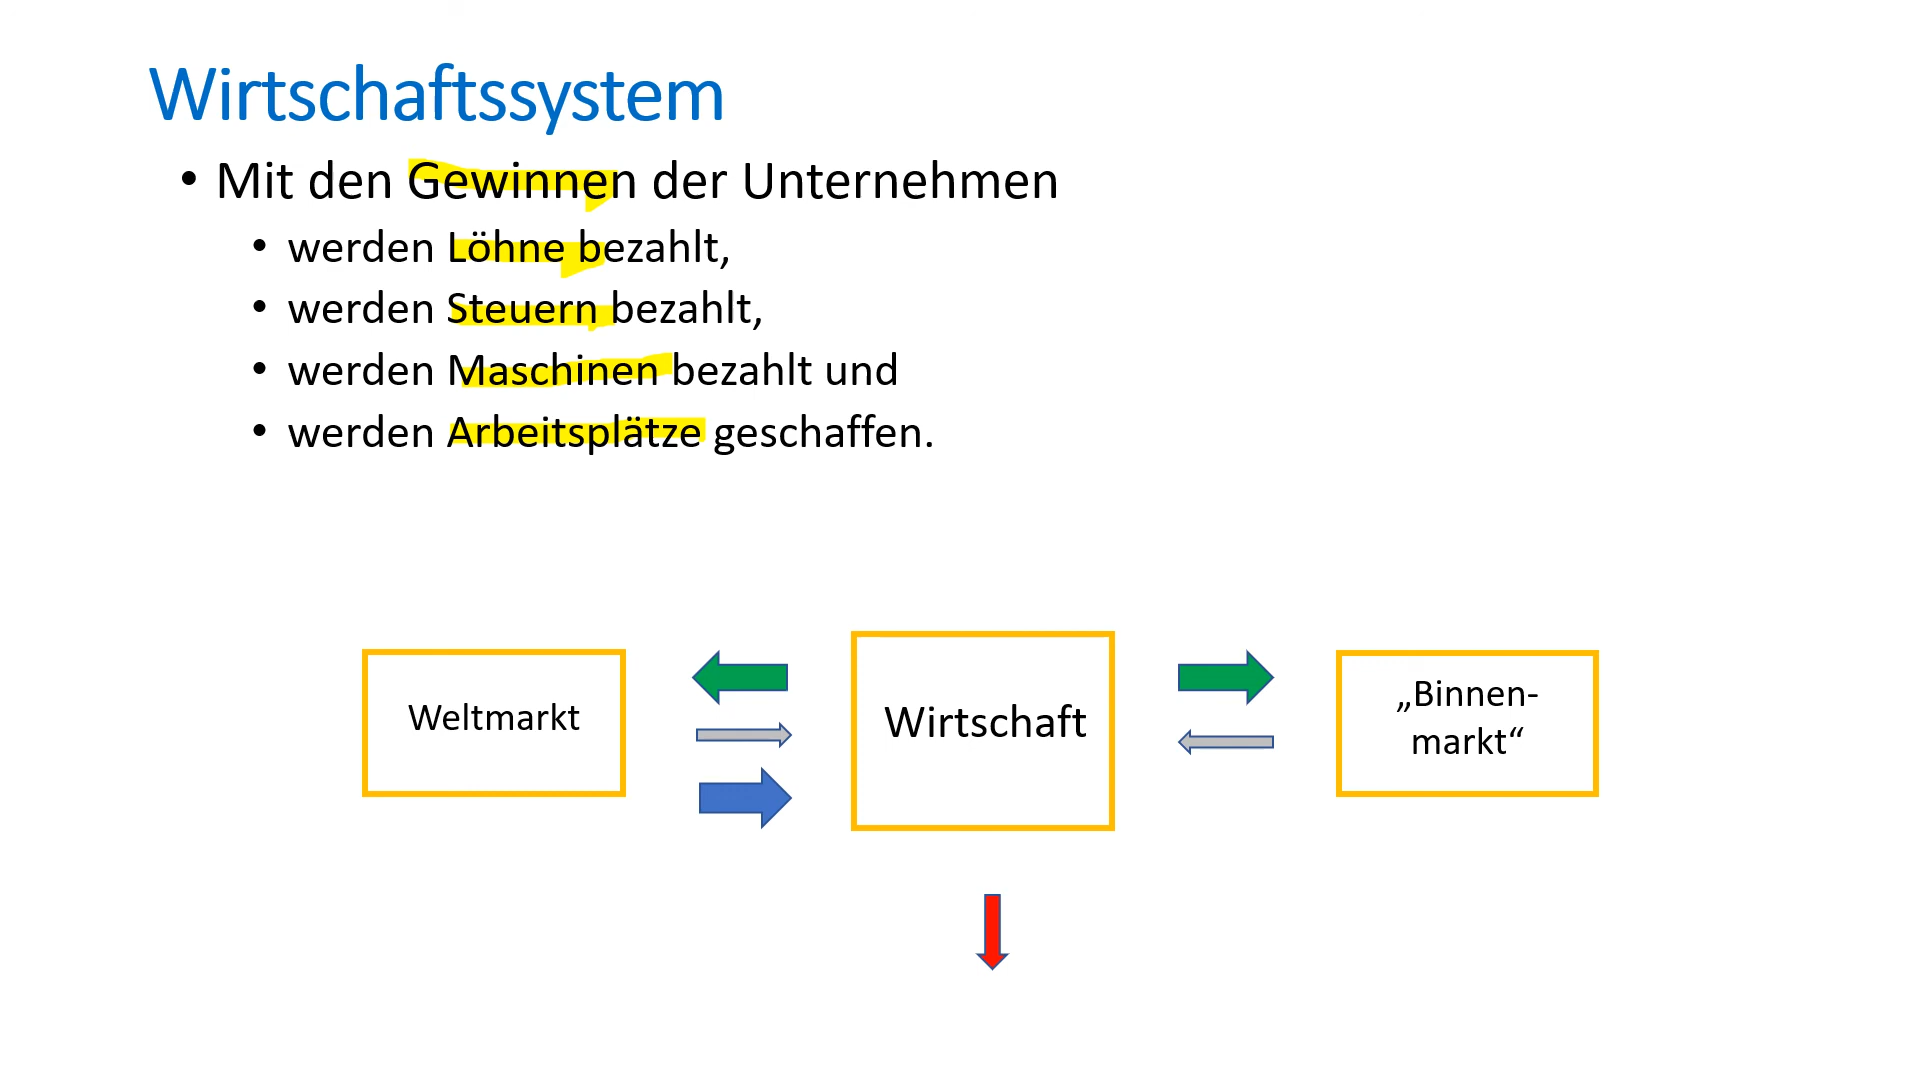 Wirtschaftssystem
• Mit den Gewinnen der Unternehmen
• werden Löhne bezahlt,
• werden Steuern bezahlt,
• werden Maschinen bezahlt und
• werden Arbeitsplätze geschaffen.
Weltmarkt
Wirtschaft
„Binnen-
markt“